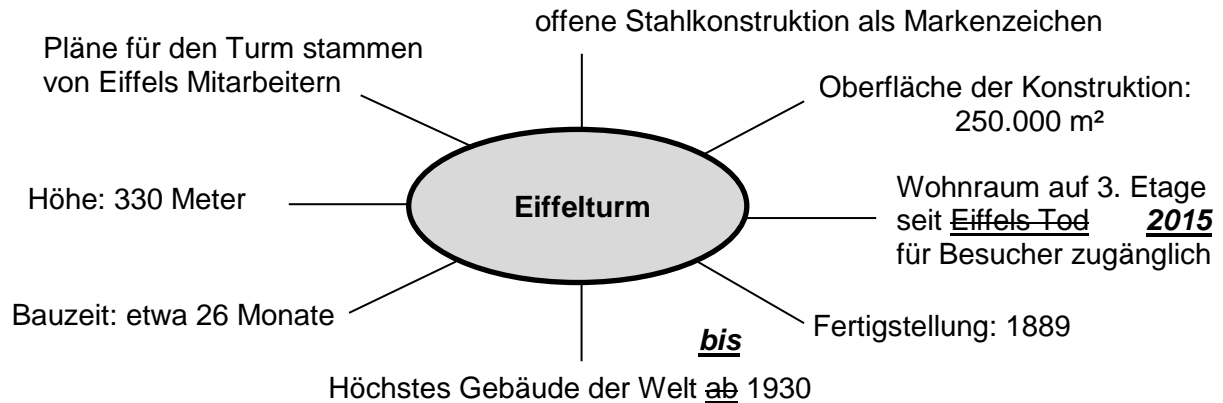 offene Stahlkonstruktion als Markenzeichen
Pläne für den Turm stammen
von Eiffels Mitarbeitern
Oberfläche der Konstruktion:
250.000 m²
Höhe: 330 Meter
Eiffelturm
Wohnraum auf 3. Etage
seit Eiffels Tod 2015
für Besucher zugänglich
Bauzeit: etwa 26 Monate
Fertigstellung: 1889
bis
Höchstes Gebäude der Welt ab 1930